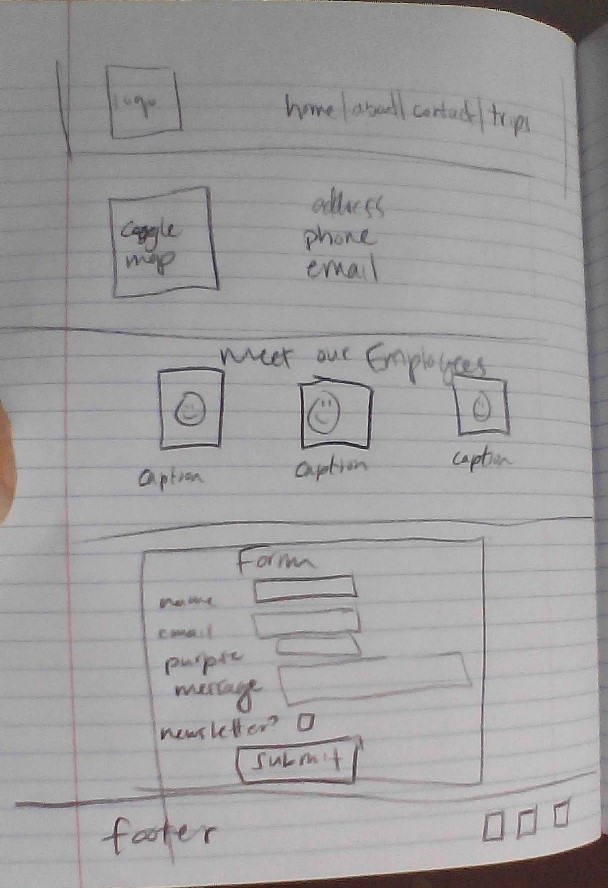 logo
home/about/contact/trips
Google
map
address
phone
email
Meet our Employees
caption
caption
caption
Form
name
email
purpose
message
newsletter?
submit
footer